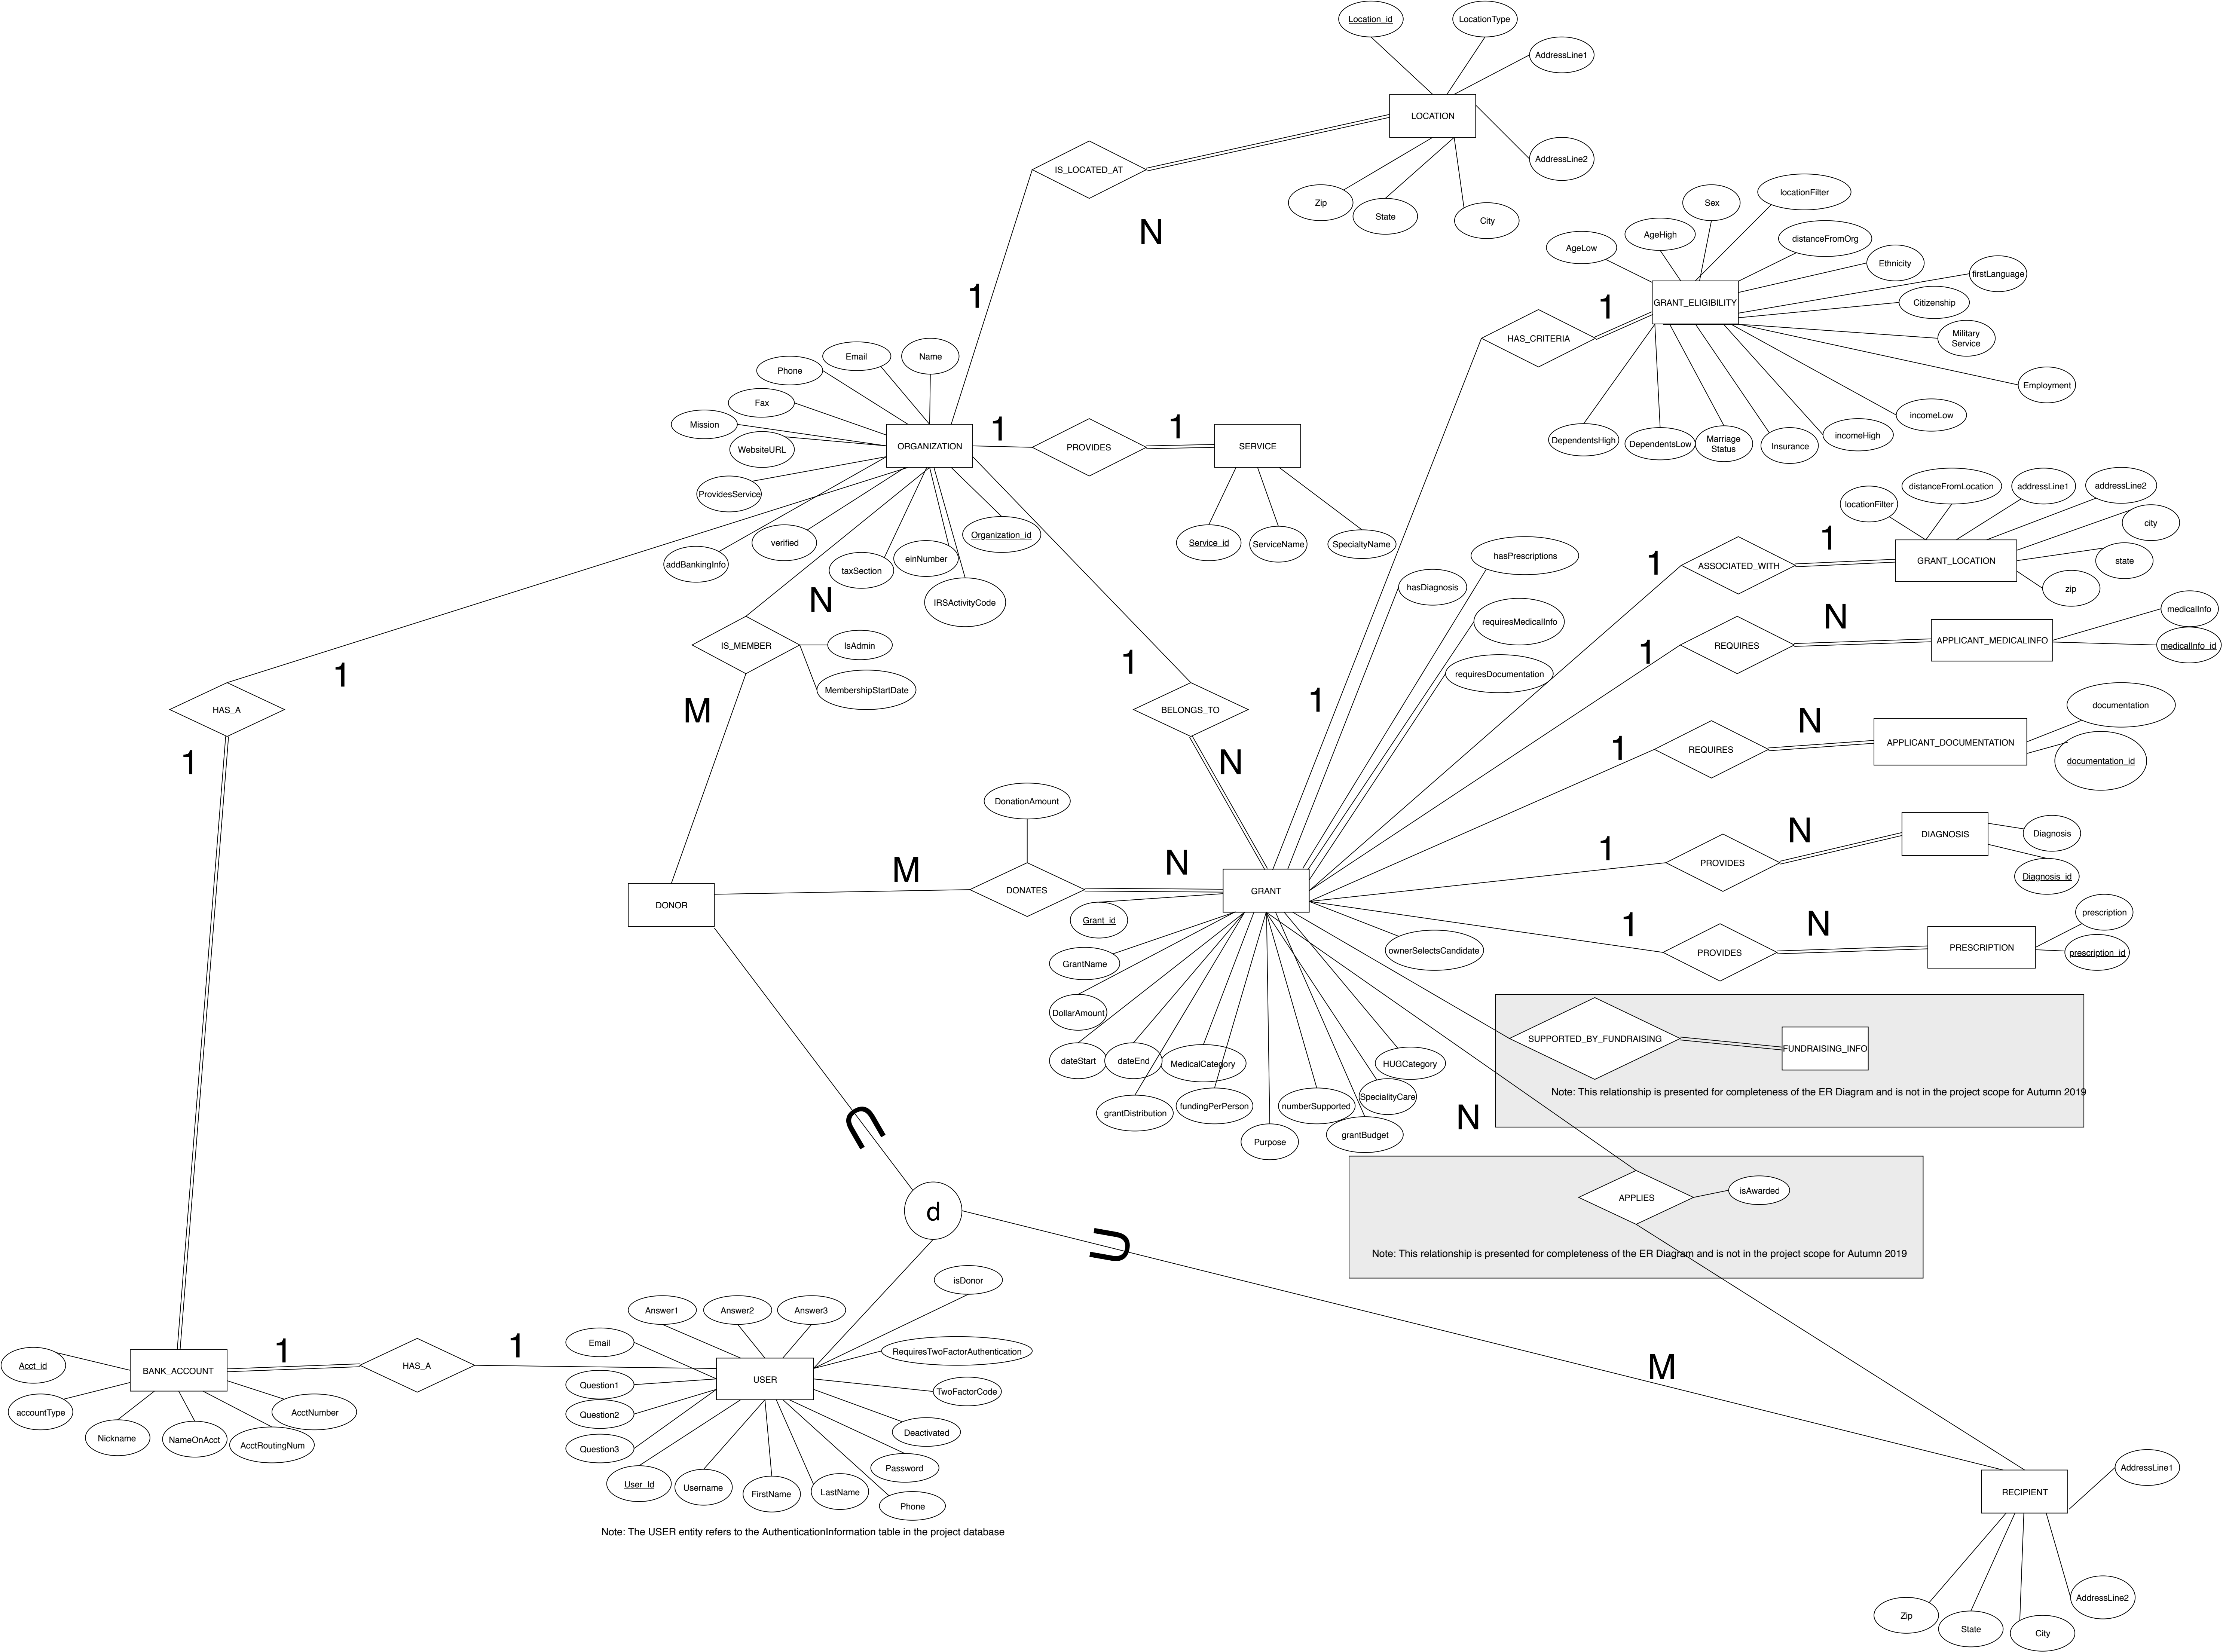 Location_id
LocationType
AddressLine1
LOCATION
AddressLine2
IS_LOCATED_AT
Zip
State
City
N
1
locationFilter
Sex
AgeHigh
distanceFromOrg
AgeLow
Ethnicity
firstLanguage
GRANT_ELIGIBILITY
Citizenship
1
HAS_CRITERIA
Military
Service
Employment
incomeLow
incomeHigh
DependentsHigh
DependentsLow
Marriage
Status
Insurance
Email
Name
Phone
Fax
Mission
WebsiteURL
ORGANIZATION
1
PROVIDES
1
SERVICE
ProvidesService
addBankingInfo
verified
taxSection
einNumber
Organization_id
IRSActivityCode
Service_id
ServiceName
SpecialtyName
locationFilter
distanceFromLocation
addressLine1
addressLine2
city
state
zip
GRANT_LOCATION
1
ASSOCIATED_WITH
1
hasPrescriptions
hasDiagnosis
requiresMedicalInfo
requiresDocumentation
1
REQUIRES
N
APPLICANT_MEDICALINFO
medicalInfo
medicalInfo_id
N
IS_MEMBER
IsAdmin
MembershipStartDate
M
1
HAS_A
1
1
BELONGS_TO
N
1
1
REQUIRES
N
APPLICANT_DOCUMENTATION
documentation
documentation_id
DonationAmount
M
DONATES
N
DONOR
GRANT
1
PROVIDES
N
DIAGNOSIS
Diagnosis
Diagnosis_id
1
PROVIDES
N
PRESCRIPTION
prescription
prescription_id
Grant_id
GrantName
DollarAmount
dateStart
dateEnd
MedicalCategory
grantDistribution
fundingPerPerson
Purpose
numberSupported
grantBudget
SpecialityCare
HUGCategory
ownerSelectsCandidate
SUPPORTED_BY_FUNDRAISING
FUNDRAISING_INFO
Note: This relationship is presented for completeness of the ER Diagram and is not in the project scope for Autumn 2019
N
APPLIES
isAwarded
Note: This relationship is presented for completeness of the ER Diagram and is not in the project scope for Autumn 2019
d
M
isDonor
Answer1
Answer2
Answer3
Email
RequiresTwoFactorAuthentication
Question1
TwoFactorCode
Question2
Deactivated
Question3
Password
User_Id
Username
FirstName
LastName
Phone
USER
1
HAS_A
1
BANK_ACCOUNT
Acct_id
accountType
Nickname
NameOnAcct
AcctRoutingNum
AcctNumber
Note: The USER entity refers to the AuthenticationInformation table in the project database
RECIPIENT
AddressLine1
AddressLine2
Zip
State
City